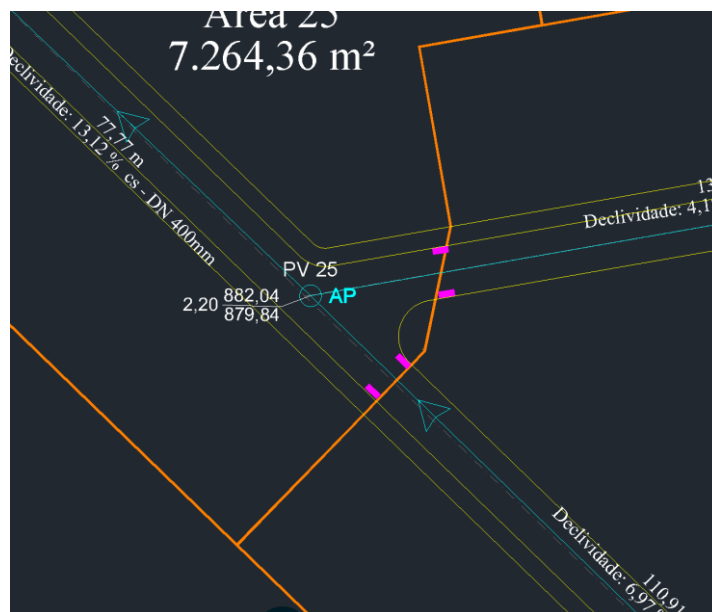 Área 25
7.264,36 m²
77,77 m
Declividade: 13,12 % cs - DN 400mm
13
Declividade: 4,1
PV 25
AP
2,20 882,04
879,84
110,91
Declividade: 6,97